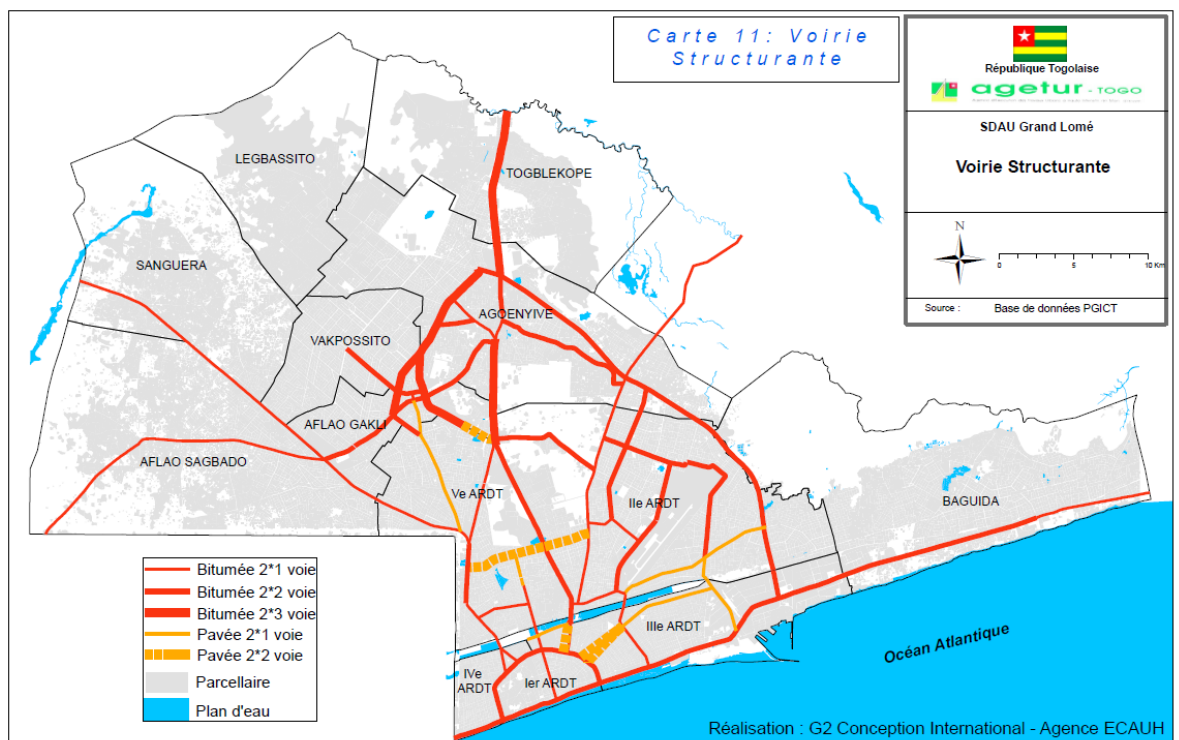 Carte 11: Voirie
Structurante
République Togolaise
agetur - TOGO
SDAU Grand Lomé
Voirie Structurante
N
0 5 10 Km
Source : Base de données PGICT
LEGBASSITO
TOGBLEKOPE
SANGUERA
AGOENYIVE
VAKPOSSITO
AFLAO GAKLI
AFLAO SAGBADO
Ve ARDT
IIe ARDT
BAGUIDA
IIIe ARDT
IVe
ARDT
Ier ARDT
Océan Atlantique
Bitumée 2*1 voie
Bitumée 2*2 voie
Bitumée 2*3 voie
Pavée 2*1 voie
Pavée 2*2 voie
Parcellaire
Plan d'eau
Réalisation : G2 Conception International - Agence ECAUH